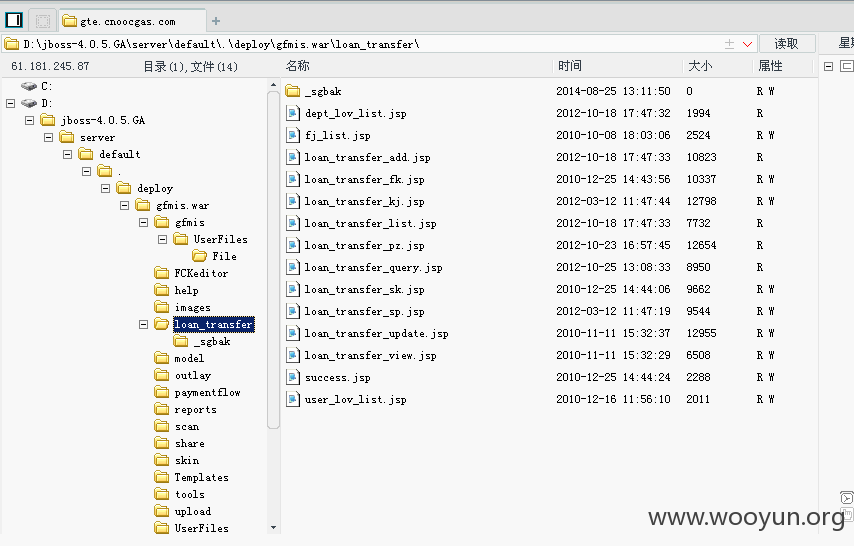 gte.cnoocgas.com
D:\jboss-4.0.5.GA\server\default\.\deploy\gfmis.war\loan_transfer\
读取
61.181.245.87
目录(1),文件(14)
名称 时间 大小 属性
C:
D:
jboss-4.0.5.GA
server
default
.
deploy
gfmis.war
gfmis
UserFiles
File
FCKeditor
help
images
loan_transfer
_sgbak
model
outlay
paymentflow
reports
scan
share
skin
Templates
tools
upload
UserFiles
_sgbak 2014-08-25 13:11:50 0 R W
dept_lov_list.jsp 2012-10-18 17:47:32 1994 R
fj_list.jsp 2010-10-08 18:03:06 2524 R W
loan_transfer_add.jsp 2012-10-18 17:47:33 10823 R
loan_transfer_fk.jsp 2010-12-25 14:43:56 10337 R W
loan_transfer_kj.jsp 2012-03-12 11:47:44 12798 R W
loan_transfer_list.jsp 2012-10-18 17:47:33 7732 R
loan_transfer_pz.jsp 2012-10-23 16:57:45 12654 R
loan_transfer_query.jsp 2012-10-25 13:08:33 8950 R
loan_transfer_sk.jsp 2010-12-25 14:44:06 9662 R W
loan_transfer_sp.jsp 2012-03-12 11:47:19 9544 R W
loan_transfer_update.jsp 2010-11-11 15:32:37 12955 R W
loan_transfer_view.jsp 2010-11-11 15:32:29 6508 R W
success.jsp 2010-12-25 14:44:24 2288 R W
user_lov_list.jsp 2010-12-16 11:56:10 2011 R W
www.wooyun.org